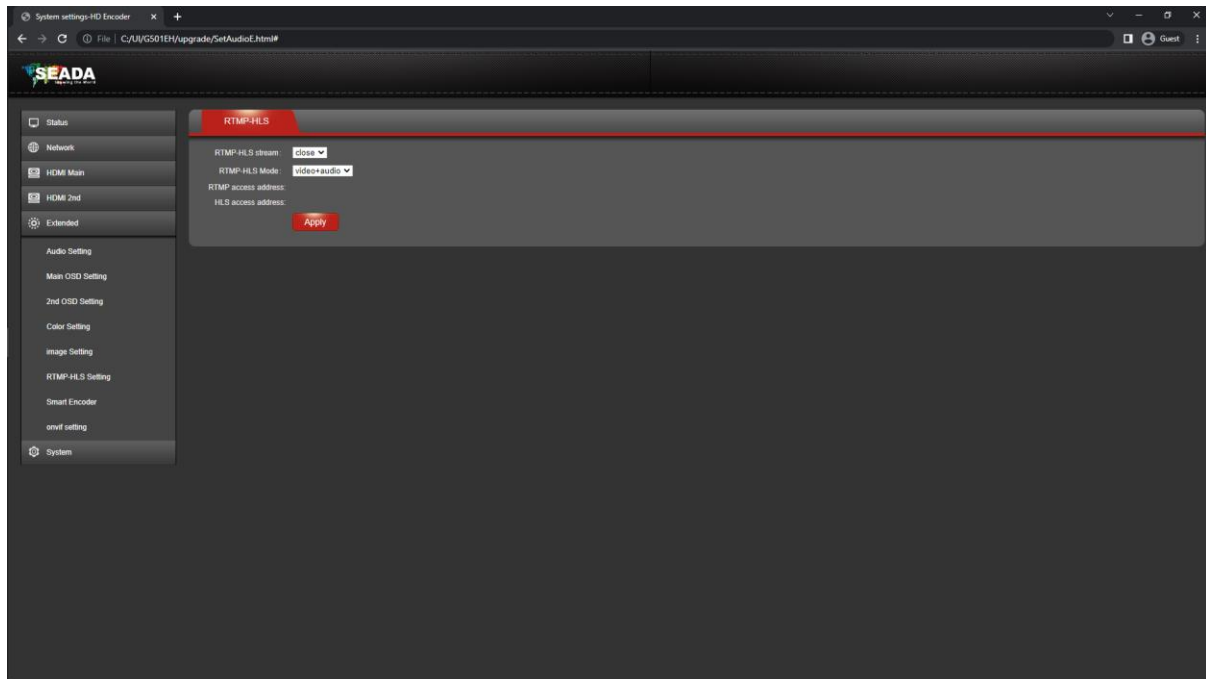 System settings-HD Encoder
File | C:/UI/G501EH/upgrade/SetAudioE.html#
Guest
SEADA
Status
Network
HDMI Main
HDMI 2nd
Extended
Audio Setting
Main OSD Setting
2nd OSD Setting
Color Setting
image Setting
RTMP-HLS Setting
Smart Encoder
onvif setting
System
RTMP-HLS
RTMP-HLS stream: close
RTMP-HLS Mode: video+audio
RTMP access address:
HLS access address:
Apply